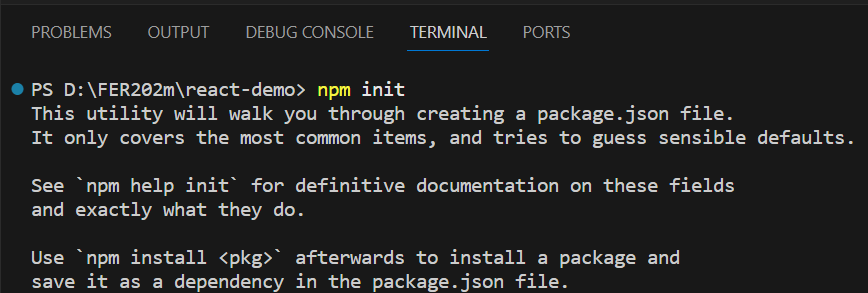 PROBLEMS OUTPUT DEBUG CONSOLE TERMINAL PORTS
PS D:\FER202m\react-demo> npm init
This utility will walk you through creating a package.json file.
It only covers the most common items, and tries to guess sensible defaults.
See `npm help init` for definitive documentation on these fields
and exactly what they do.
Use `npm install <pkg>` afterwards to install a package and
save it as a dependency in the package.json file.